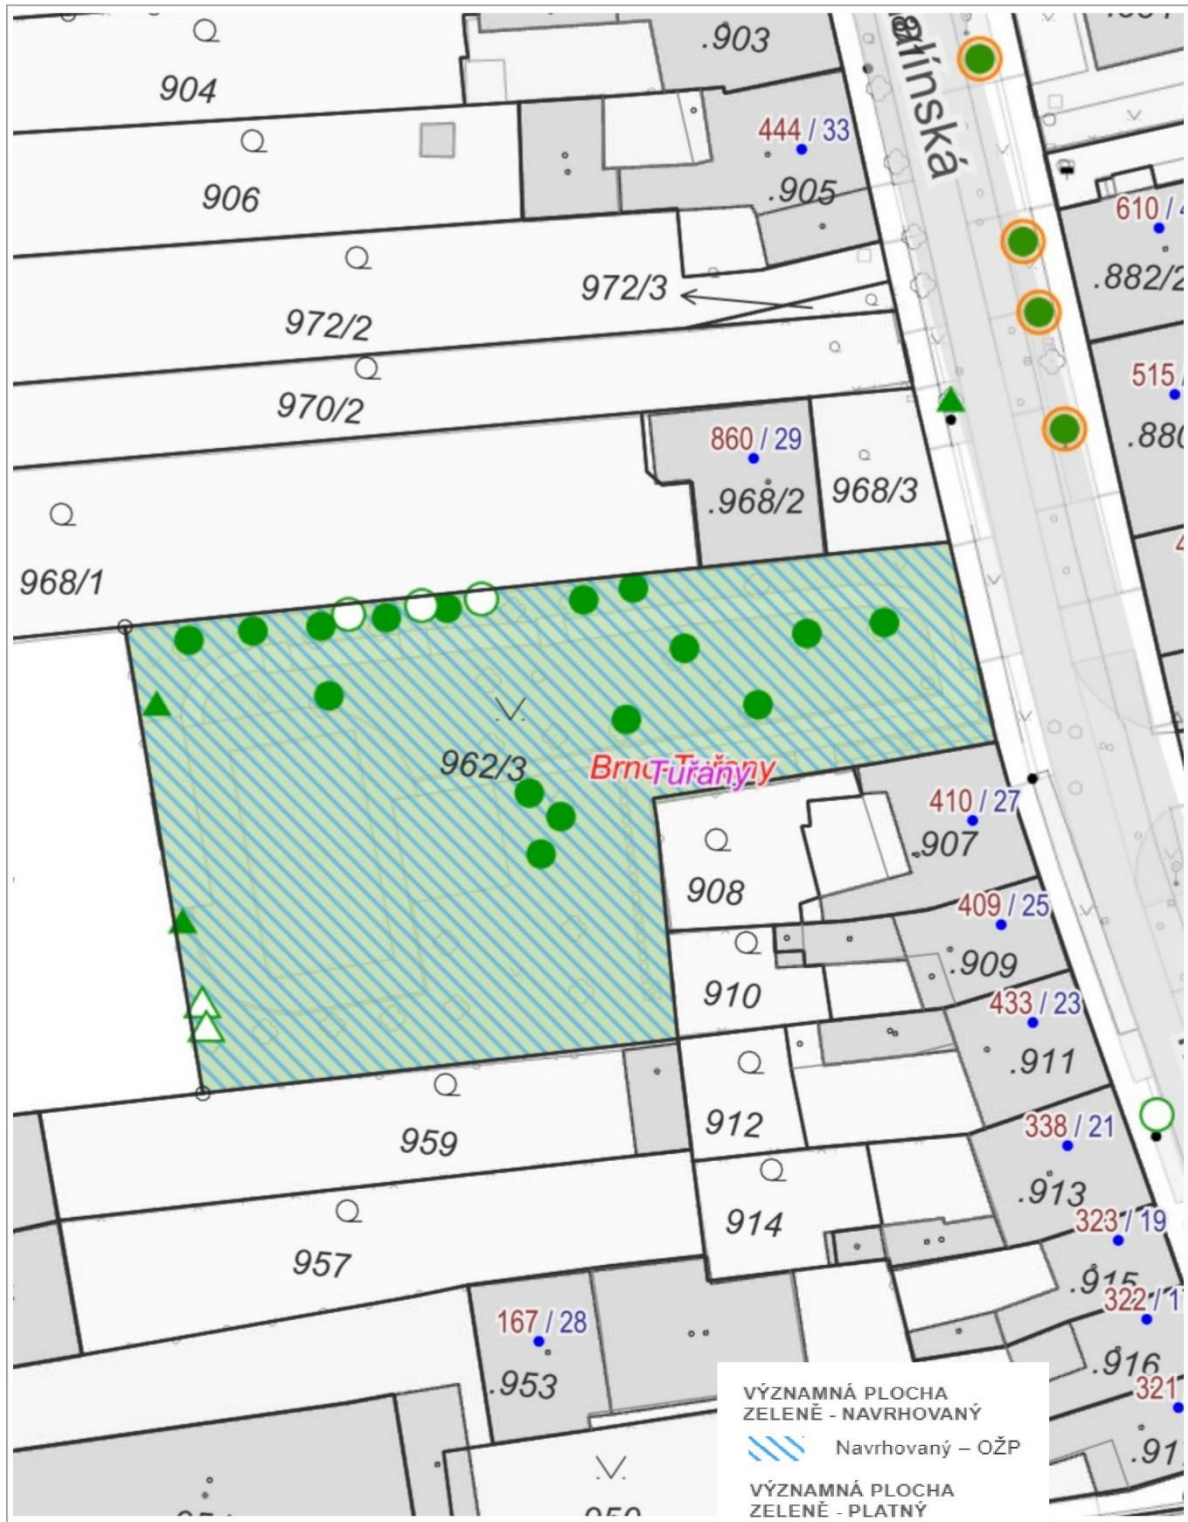 .903
904
444 / 33
906
.905
610 /
972/3
.882/2
972/2
970/2
515
860 / 29
.880
.968/2
968/3
968/1
962/3
Brno-Tuřany
Tuřany
410 / 27
.907
908
409 / 25
.909
910
433 / 23
.911
912
959
338 / 21
.913
914
323 / 19
957
.915
322 / 1
167 / 28
.916
.953
321
VÝZNAMNÁ PLOCHA
ZELENĚ - NAVRHOVANÝ
Navrhovaný – OŽP
VÝZNAMNÁ PLOCHA
ZELENĚ - PLATNÝ